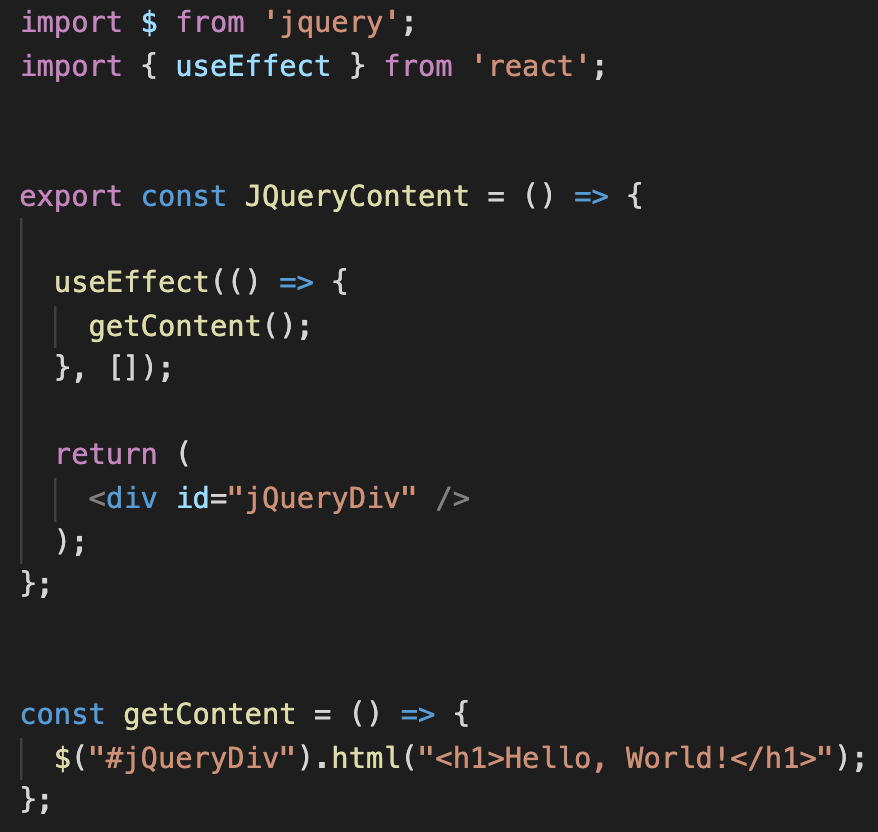 import $ from 'jquery';
import { useEffect } from 'react';
export const JQueryContent = () => {
useEffect(() => {
getContent();
}, []);
return (
<div id="jQueryDiv" />
);
};
const getContent = () => {
$("#jQueryDiv").html("<h1>Hello, World!</h1>");
};